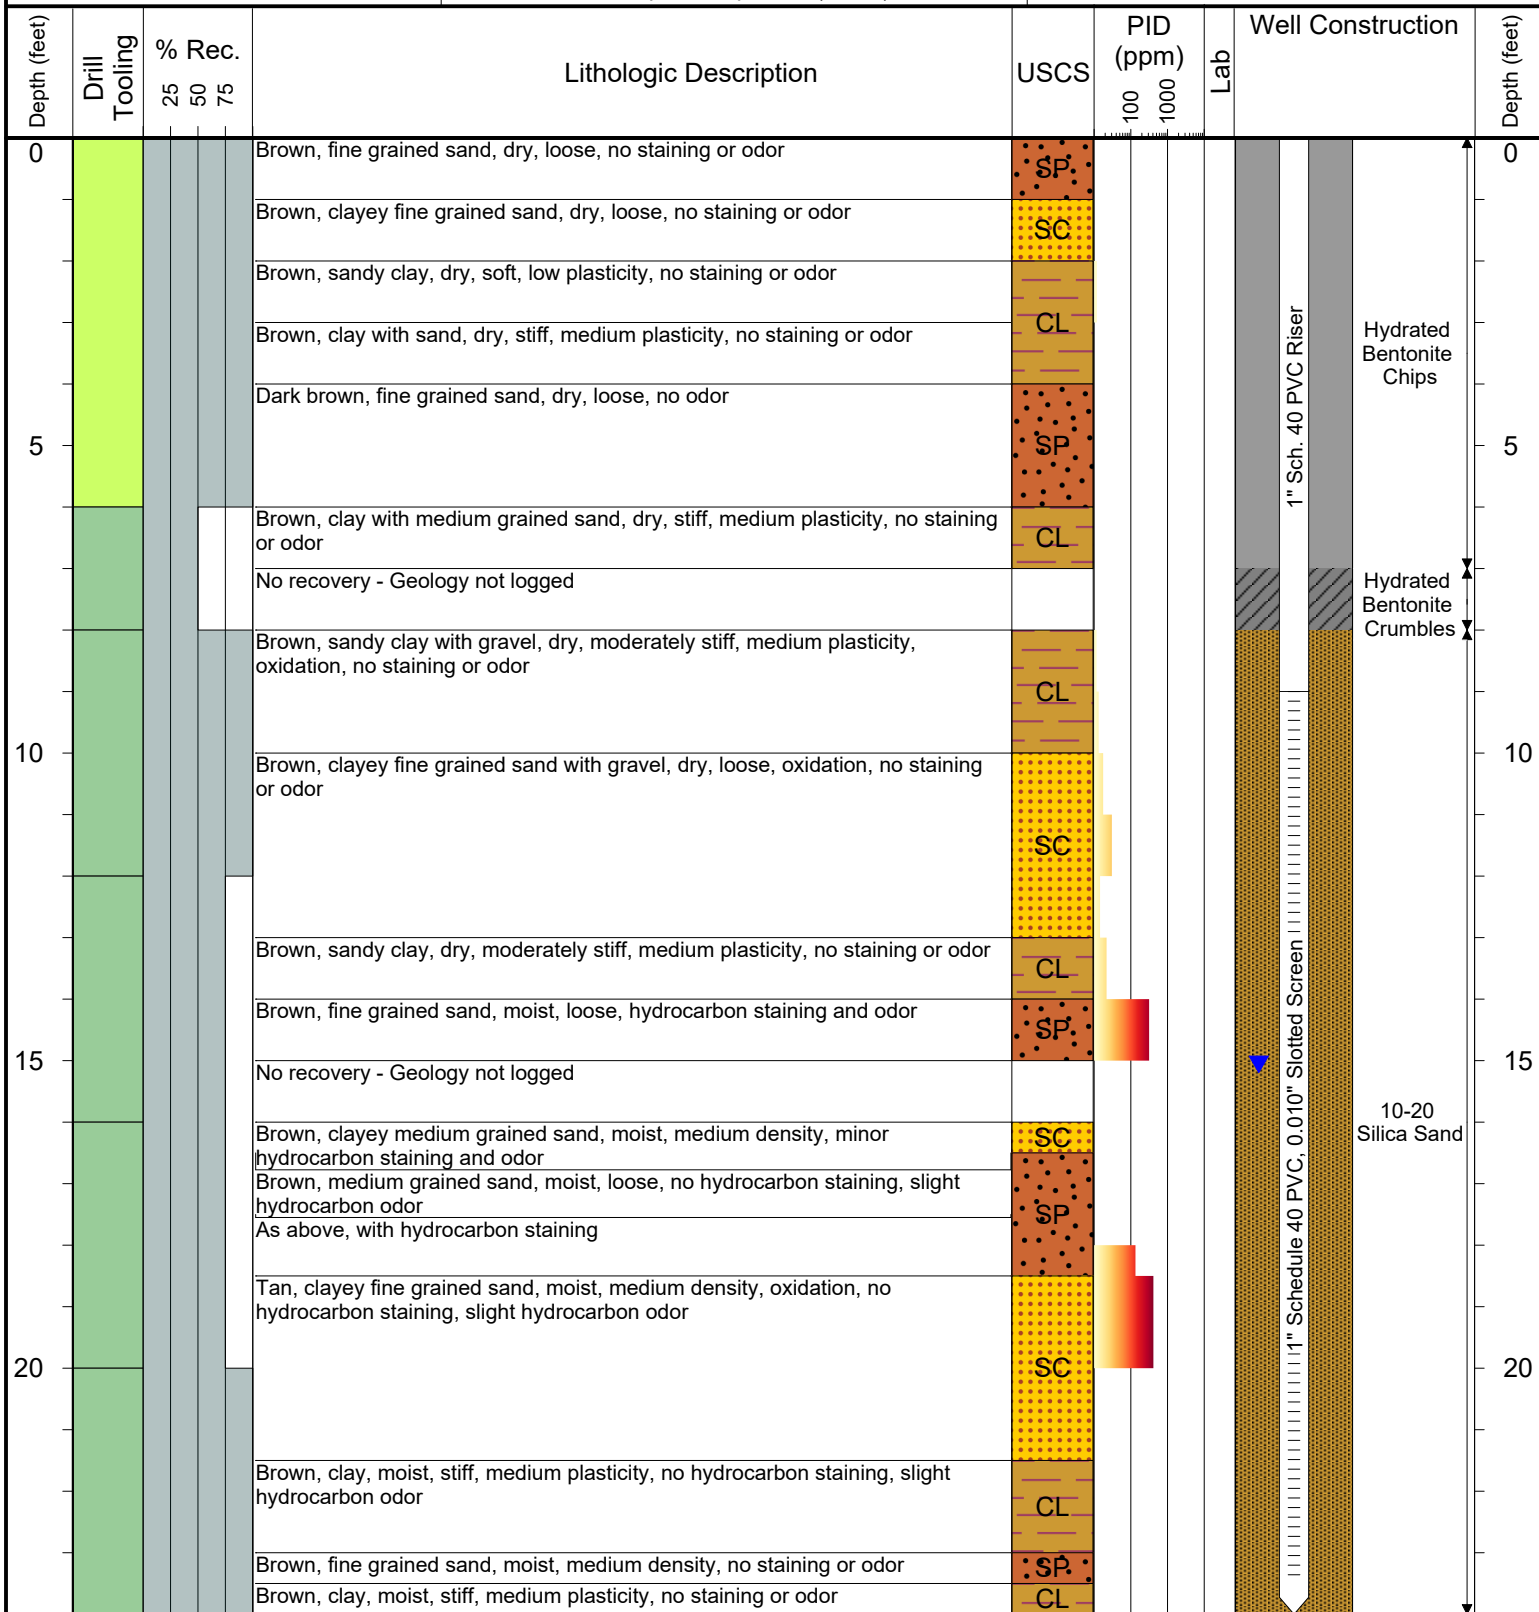 Depth (feet)
Drill
Tooling
% Rec.
25
50
75
Lithologic Description
USCS
PID
(ppm)
100
1000
Lab
Well Construction
Depth (feet)
0
Brown, fine grained sand, dry, loose, no staining or odor
SP
0
Brown, clayey fine grained sand, dry, loose, no staining or odor
SC
Brown, sandy clay, dry, soft, low plasticity, no staining or odor
CL
Brown, clay with sand, dry, stiff, medium plasticity, no staining or odor
1" Sch. 40 PVC Riser
Hydrated
Bentonite
Chips
Dark brown, fine grained sand, dry, loose, no odor
5
SP
5
Brown, clay with medium grained sand, dry, stiff, medium plasticity, no staining
or odor
CL
No recovery - Geology not logged
Hydrated
Bentonite
Crumbles
Brown, sandy clay with gravel, dry, moderately stiff, medium plasticity,
oxidation, no staining or odor
CL
10
Brown, clayey fine grained sand with gravel, dry, loose, oxidation, no staining
or odor
10
SC
Brown, sandy clay, dry, moderately stiff, medium plasticity, no staining or odor
CL
Brown, fine grained sand, moist, loose, hydrocarbon staining and odor
SP
15
No recovery - Geology not logged
15
1" Schedule 40 PVC, 0.010" Slotted Screen
10-20
Silica Sand
Brown, clayey medium grained sand, moist, medium density, minor
hydrocarbon staining and odor
SC
Brown, medium grained sand, moist, loose, no hydrocarbon staining, slight
hydrocarbon odor
SP
As above, with hydrocarbon staining
Tan, clayey fine grained sand, moist, medium density, oxidation, no
hydrocarbon staining, slight hydrocarbon odor
20
SC
20
Brown, clay, moist, stiff, medium plasticity, no hydrocarbon staining, slight
hydrocarbon odor
CL
Brown, fine grained sand, moist, medium density, no staining or odor
SP
Brown, clay, moist, stiff, medium plasticity, no staining or odor
CL